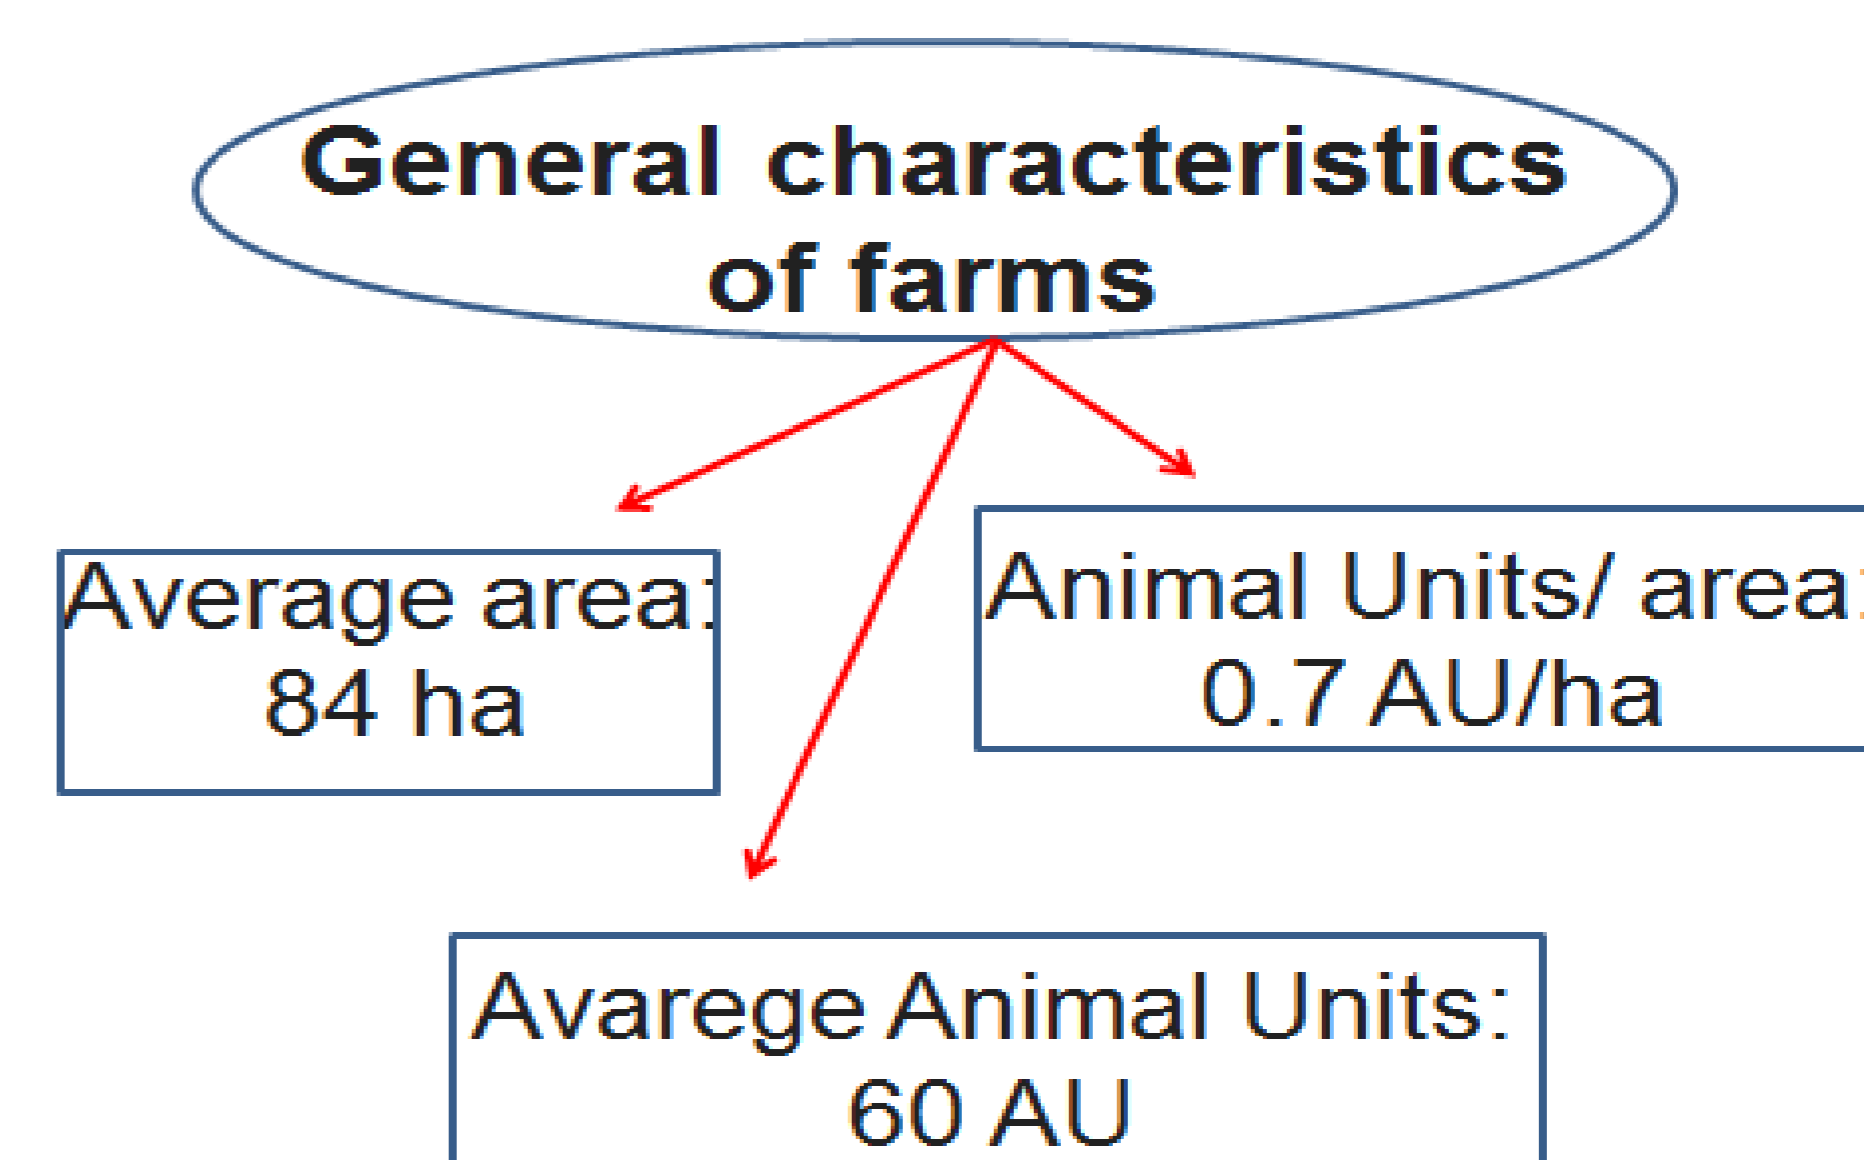 General characteristics
of farms
Average area:
84 ha
Animal Units/ area:
0.7 AU/ha
Avarege Animal Units:
60 AU